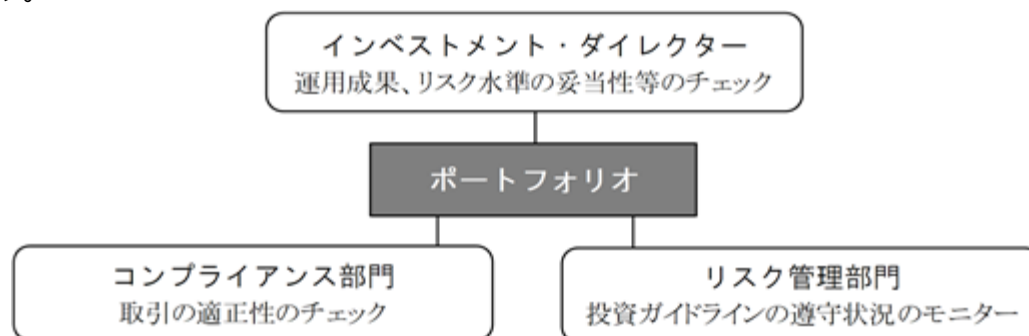 インベストメント・ダイレクター
運用成果、リスク水準の妥当性等のチェック
ポートフォリオ
コンプライアンス部門
取引の適正性のチェック
リスク管理部門
投資ガイドラインの遵守状況のモニター